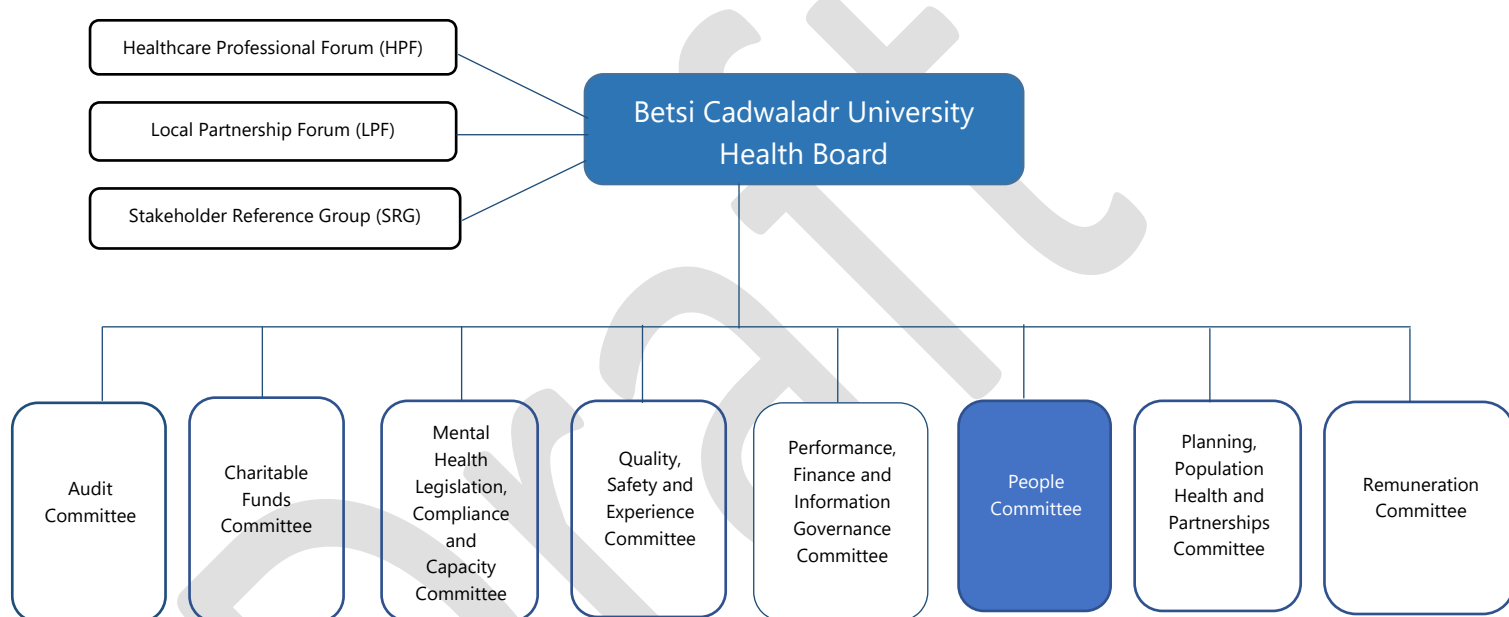 Healthcare Professional Forum (HPF)
Local Partnership Forum (LPF)
Stakeholder Reference Group (SRG)
Betsi Cadwaladr University
Health Board
Audit
Committee
Charitable
Funds
Committee
Mental
Health
Legislation,
Compliance
and
Capacity
Committee
Quality,
Safety and
Experience
Committee
Performance,
Finance and
Information
Governance
Committee
People
Committee
Planning,
Population
Health and
Partnerships
Committee
Remuneration
Committee
Draft